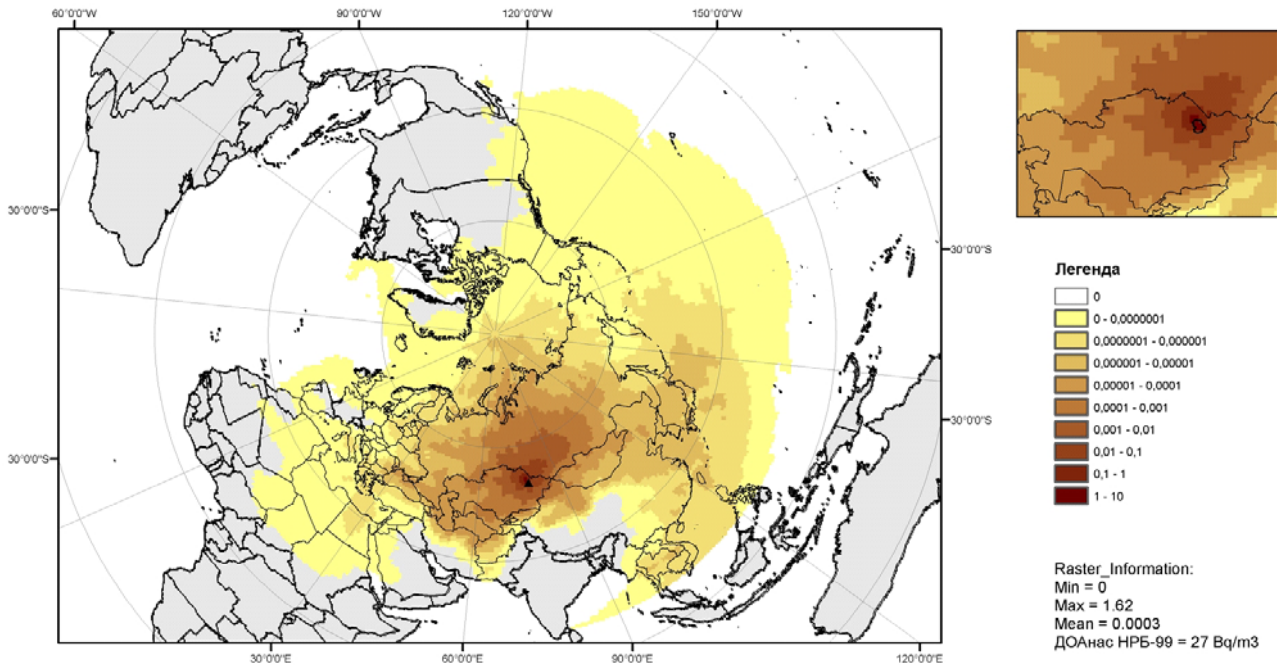 60°0'0"W
90°0'0"W
120°0'0"W
150°0'0"W
30°0'0"S
30°0'0"S
30°0'0"S
30°0'0"S
30°0'0"E
60°0'0"E
90°0'0"E
120°0'0"E
Легенда
0
0 - 0,0000001
0,0000001 - 0,000001
0,000001 - 0,00001
0,00001 - 0,0001
0,0001 - 0,001
0,001 - 0,01
0,01 - 0,1
0,1 - 1
1 - 10
Raster_Information:
Min = 0
Max = 1.62
Mean = 0.0003
ДОАнас НРБ-99 = 27 Bq/m3